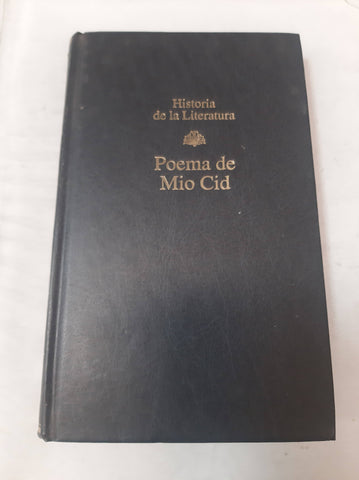 Historia
de la Literatura
Poema de
Mio Cid